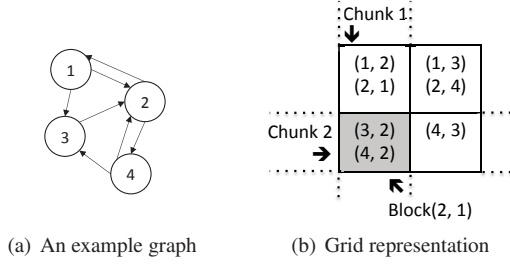 1
2
3
4
(a) An example graph
Chunk 1
(1, 2) (1, 3)
(2, 1) (2, 4)
Chunk 2
(3, 2) (4, 3)
(4, 2)
Block(2, 1)
(b) Grid representation